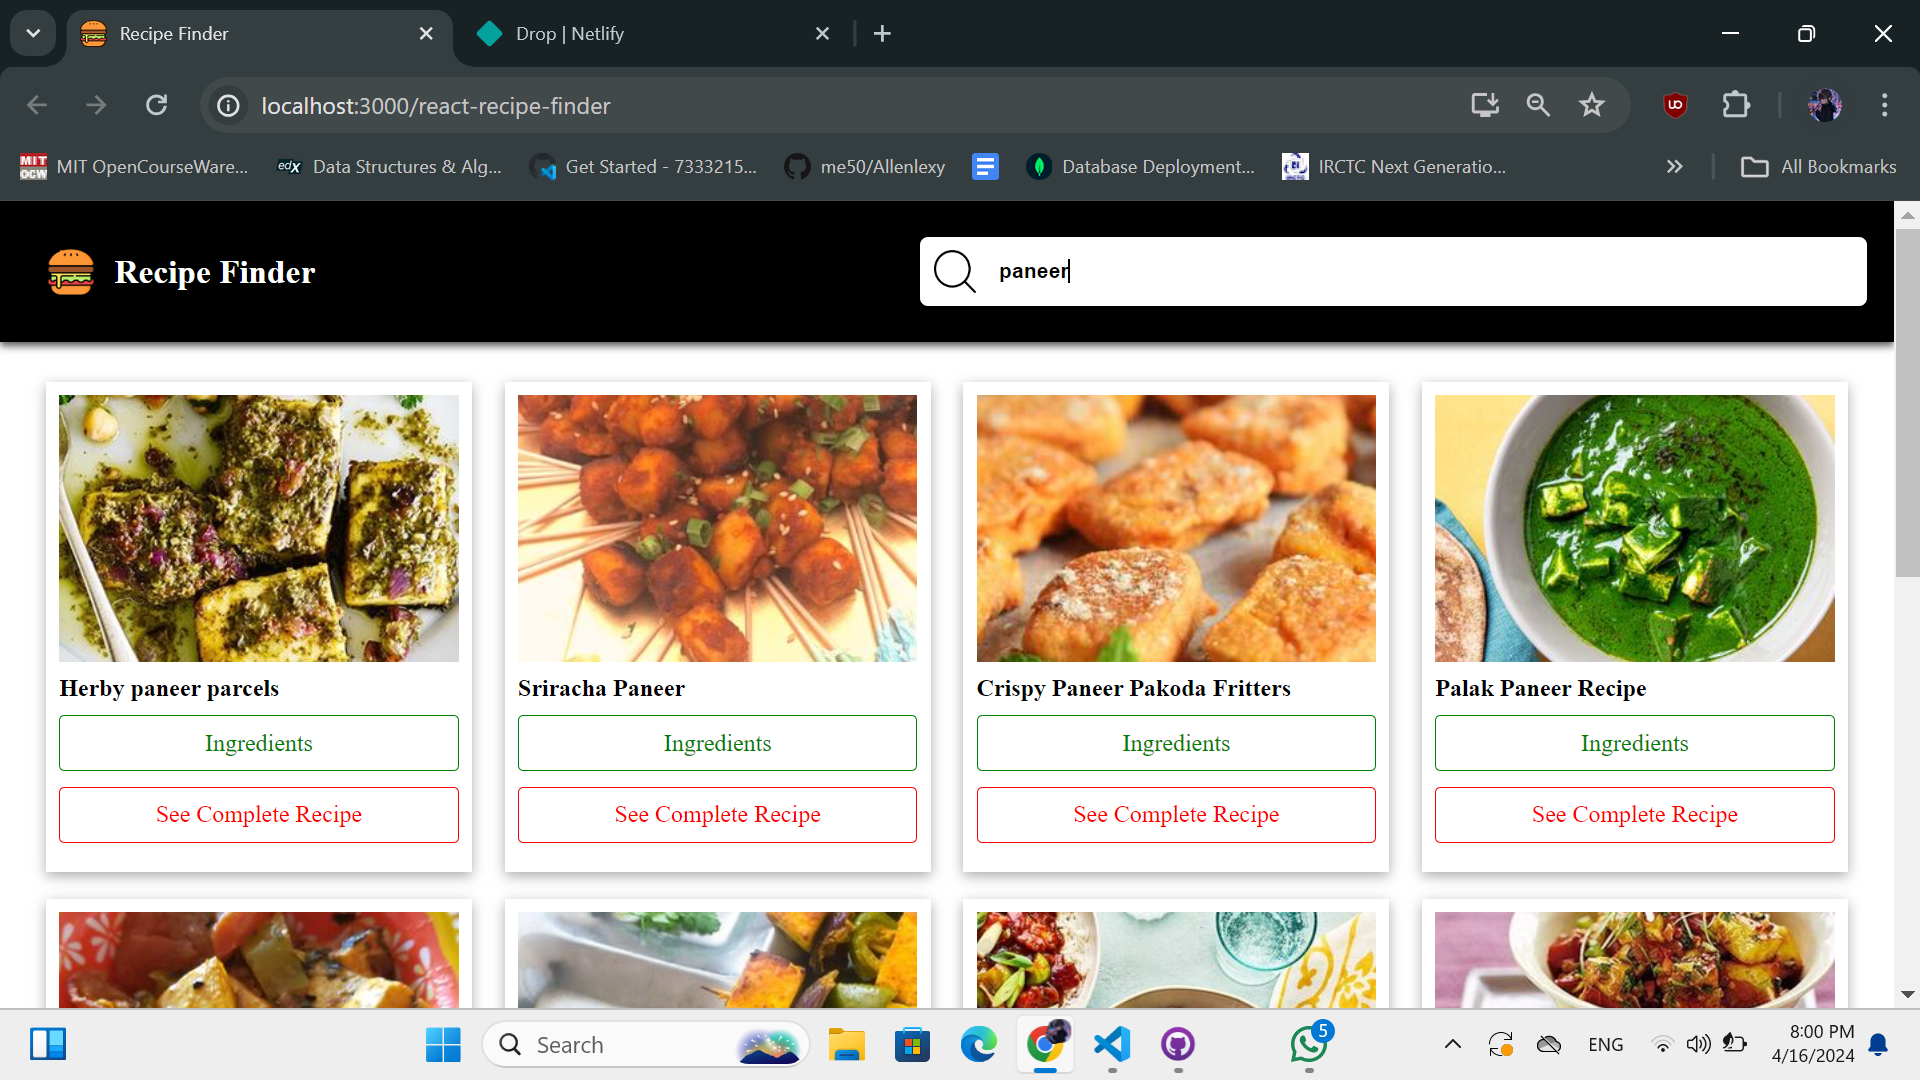 Recipe Finder
Drop | Netlify
localhost:3000/react-recipe-finder
MIT OCW
MIT OpenCourseWare...
edX
Data Structures & Alg...
Get Started - 7333215...
me50/Allenlexy
Database Deployment...
IRCTC Next Generatio...
All Bookmarks
Recipe Finder
paneer
Herby paneer parcels
Sriracha Paneer
Crispy Paneer Pakoda Fritters
Palak Paneer Recipe
Ingredients
Ingredients
Ingredients
Ingredients
See Complete Recipe
See Complete Recipe
See Complete Recipe
See Complete Recipe
Search
5
ENG
8:00 PM
4/16/2024